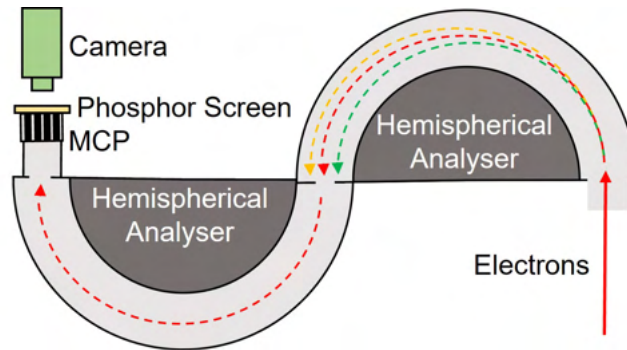 Camera
Phosphor Screen
MCP
Hemispherical
Analyser
Hemispherical
Analyser
Electrons